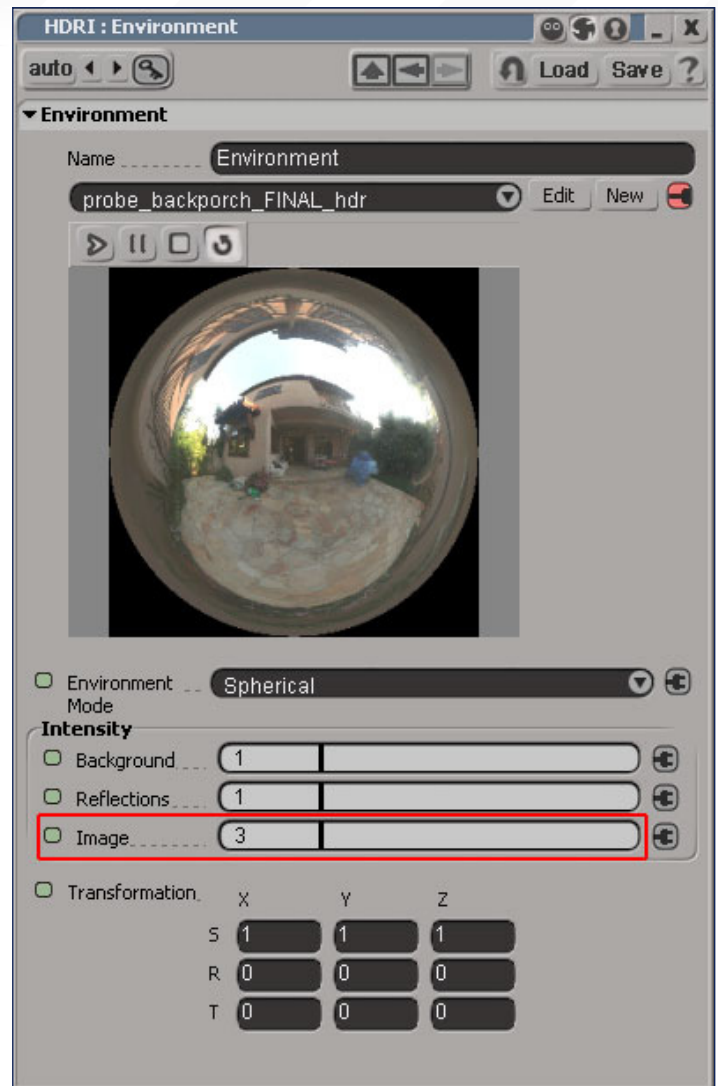 HDRI : Environment
auto Load Save ?
Environment
Name Environment
probe_backporch_FINAL_hdr Edit New
Environment Mode Spherical
Intensity
Background 1
Reflections 1
Image 3
Transformation X Y Z
S 1 1 1
R 0 0 0
T 0 0 0